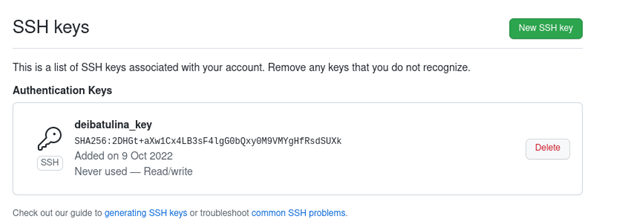 SSH keys
New SSH key
This is a list of SSH keys associated with your account. Remove any keys that you do not recognize.
Authentication Keys
deibatulina_key
SHA256:2DHGt+aXw1Cx4LB3sF4lgG0bQxy0M9VMYgHfRsdSUXk
Added on 9 Oct 2022
Never used — Read/write
SSH
Delete
Check out our guide to generating SSH keys or troubleshoot common SSH problems.